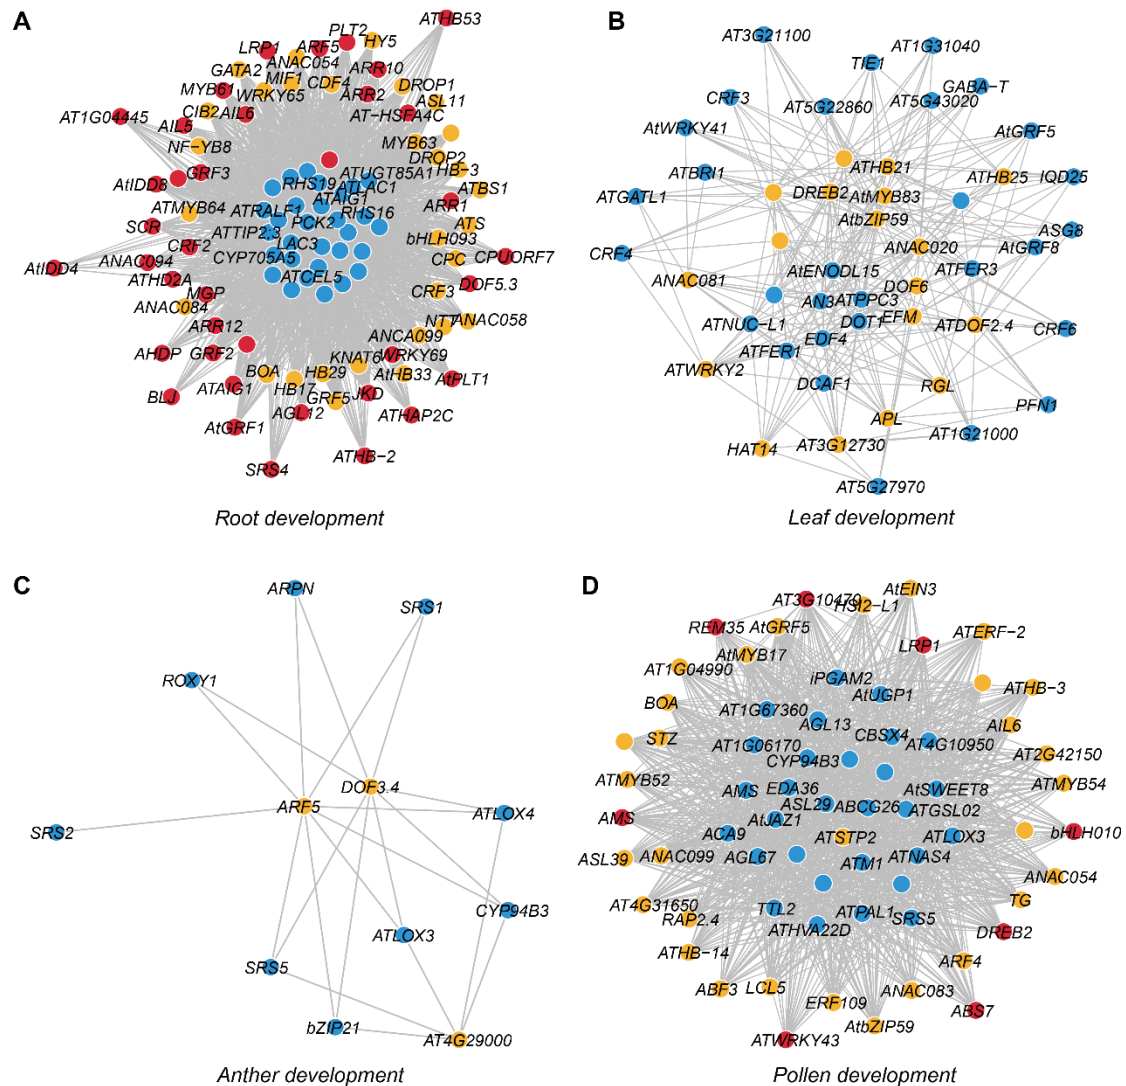 A
ATHB53
PLT2
HY5
ARF5
LRP1
ANAC054
ARR10
GATA2
MIF1
CDF4
DROP1
MYB61
WRKY65
ARR2
ASL11
CIB2
AIL6
AT-HSFA4C
AT1G04445
AIL5
MYB63
NF-YB8
DROP2
HB-3
GRF3
ATUGT85A1
AtIDD8
RHS19
ATLAC1
ATBS1
ATAIG1
ARR1
ATMYB64
ATRALF1
RHS16
PCK2
SCR
ATTIP2;3
ATS
bHLH093
CRF2
LAC3
AtIDD4
ANAC094
CYP705A5
CPC
CPUORF7
ATHD2A
ATCEL5
DOF5.3
MGP
CRF3
ANAC084
ARR12
NTT
ANAC058
ANCA099
AHDP
GRF2
KNAT6
WRKY69
BOA
HB29
AtHB33
AtPLT1
BLJ
ATAIG1
HB17
JKD
GRF5
AGL12
ATHAP2C
AtGRF1
SRS4
ATHB-2
Root development
B
AT3G21100
AT1G31040
TIE1
GABA-T
CRF3
AT5G22860
AT5G43020
AtWRKY41
AtGRF5
ATHB21
ATBRI1
ATHB25
IQD25
ATGATL1
DREB2
AtMYB83
AtbZIP59
ASG8
CRF4
ANAC020
AtGRF8
ANAC081
AtENODL15
ATFER3
DOF6
AN3
ATPPC3
ATNUC-L1
DOT1
EFM
ATDOF2.4
CRF6
EDF4
ATFER1
ATWRKY2
DCAF1
RGL
PFN1
APL
HAT14
AT3G12730
AT1G21000
AT5G27970
Leaf development
C
ARPN
SRS1
ROXY1
DOF3.4
ARF5
ATLOX4
SRS2
CYP94B3
ATLOX3
SRS5
bZIP21
AT4G29000
Anther development
D
AtEIN3
AT3G10470
HSI2-L1
REM35
AtGRF5
ATERF-2
LRP1
AtMYB17
AT1G04990
iPGAM2
ATHB-3
AtUGP1
BOA
AT1G67360
AGL13
AIL6
STZ
CBSX4
AT1G06170
AT4G10950
AT2G42150
CYP94B3
ATMYB52
ATMYB54
AMS
EDA36
AtSWEET8
ASL29
ABCG26
ATGSL02
AMS
AtJAZ1
ACA9
ATSTP2
ATLOX3
bHLH010
ASL39
ANAC099
AGL67
ATM1
ATNAS4
ANAC054
AT4G31650
TG
TTL2
ATPAL1
RAP2.4
SRS5
ATHVA22D
DREB2
ATHB-14
ARF4
ABF3
LCL5
ANAC083
ERF109
ABS7
AtbZIP59
ATWRKY43
Pollen development